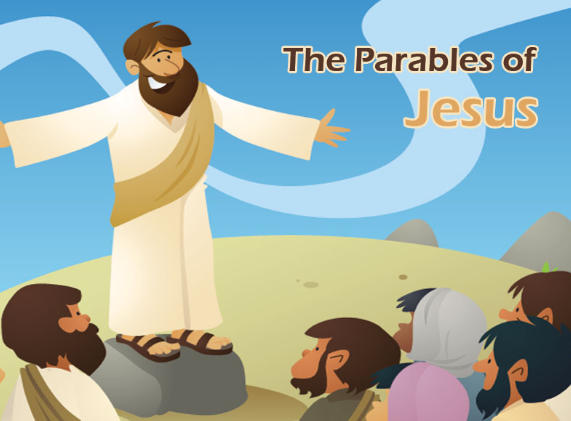 The Parables of
Jesus